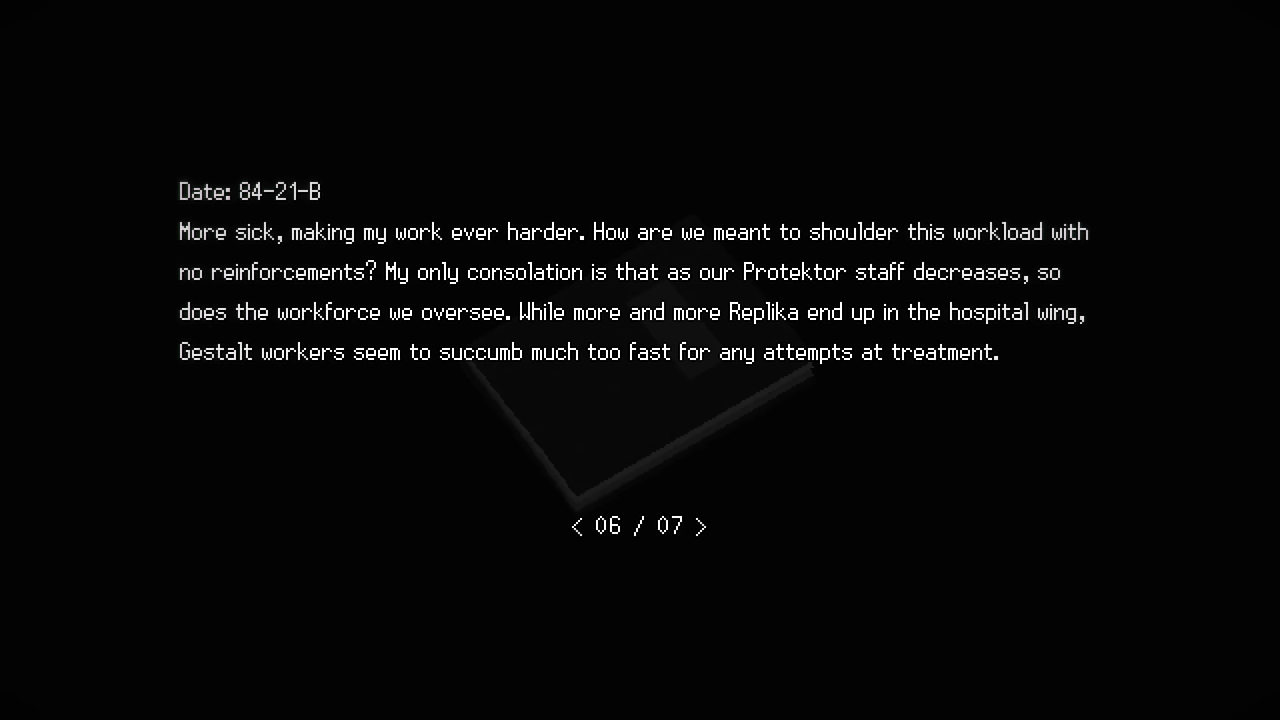 Date: 84-21-B
More sick, making my work ever harder. How are we meant to shoulder this workload with
no reinforcements? My only consolation is that as our Protektor staff decreases, so
does the workforce we oversee. While more and more Replika end up in the hospital wing,
Gestalt workers seem to succumb much too fast for any attempts at treatment.
< 06 / 07 >